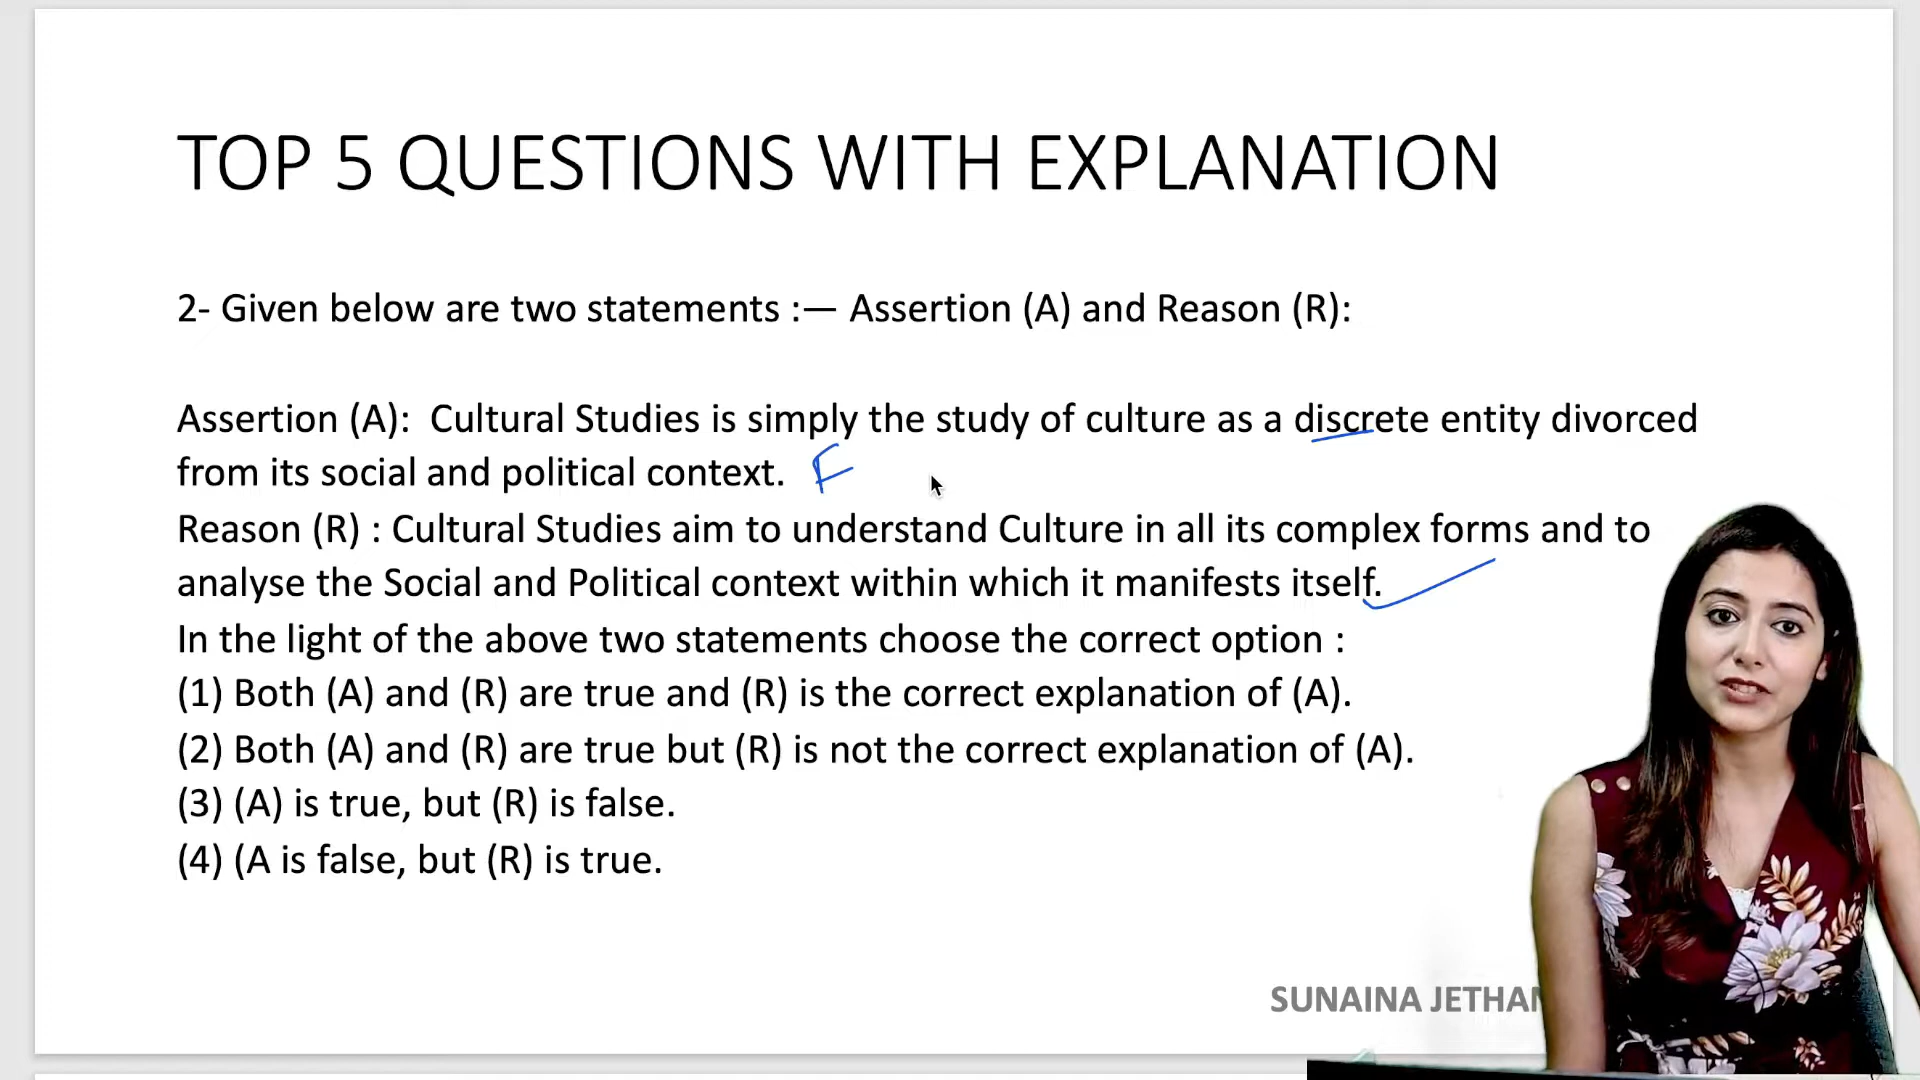 TOP 5 QUESTIONS WITH EXPLANATION
2- Given below are two statements :— Assertion (A) and Reason (R):
Assertion (A):  Cultural Studies is simply the study of culture as a discrete entity divorced
from its social and political context. F
Reason (R) : Cultural Studies aim to understand Culture in all its complex forms and to
analyse the Social and Political context within which it manifests itself.
In the light of the above two statements choose the correct option :
(1) Both (A) and (R) are true and (R) is the correct explanation of (A).
(2) Both (A) and (R) are true but (R) is not the correct explanation of (A).
(3) (A) is true, but (R) is false.
(4) (A is false, but (R) is true.
SUNAINA